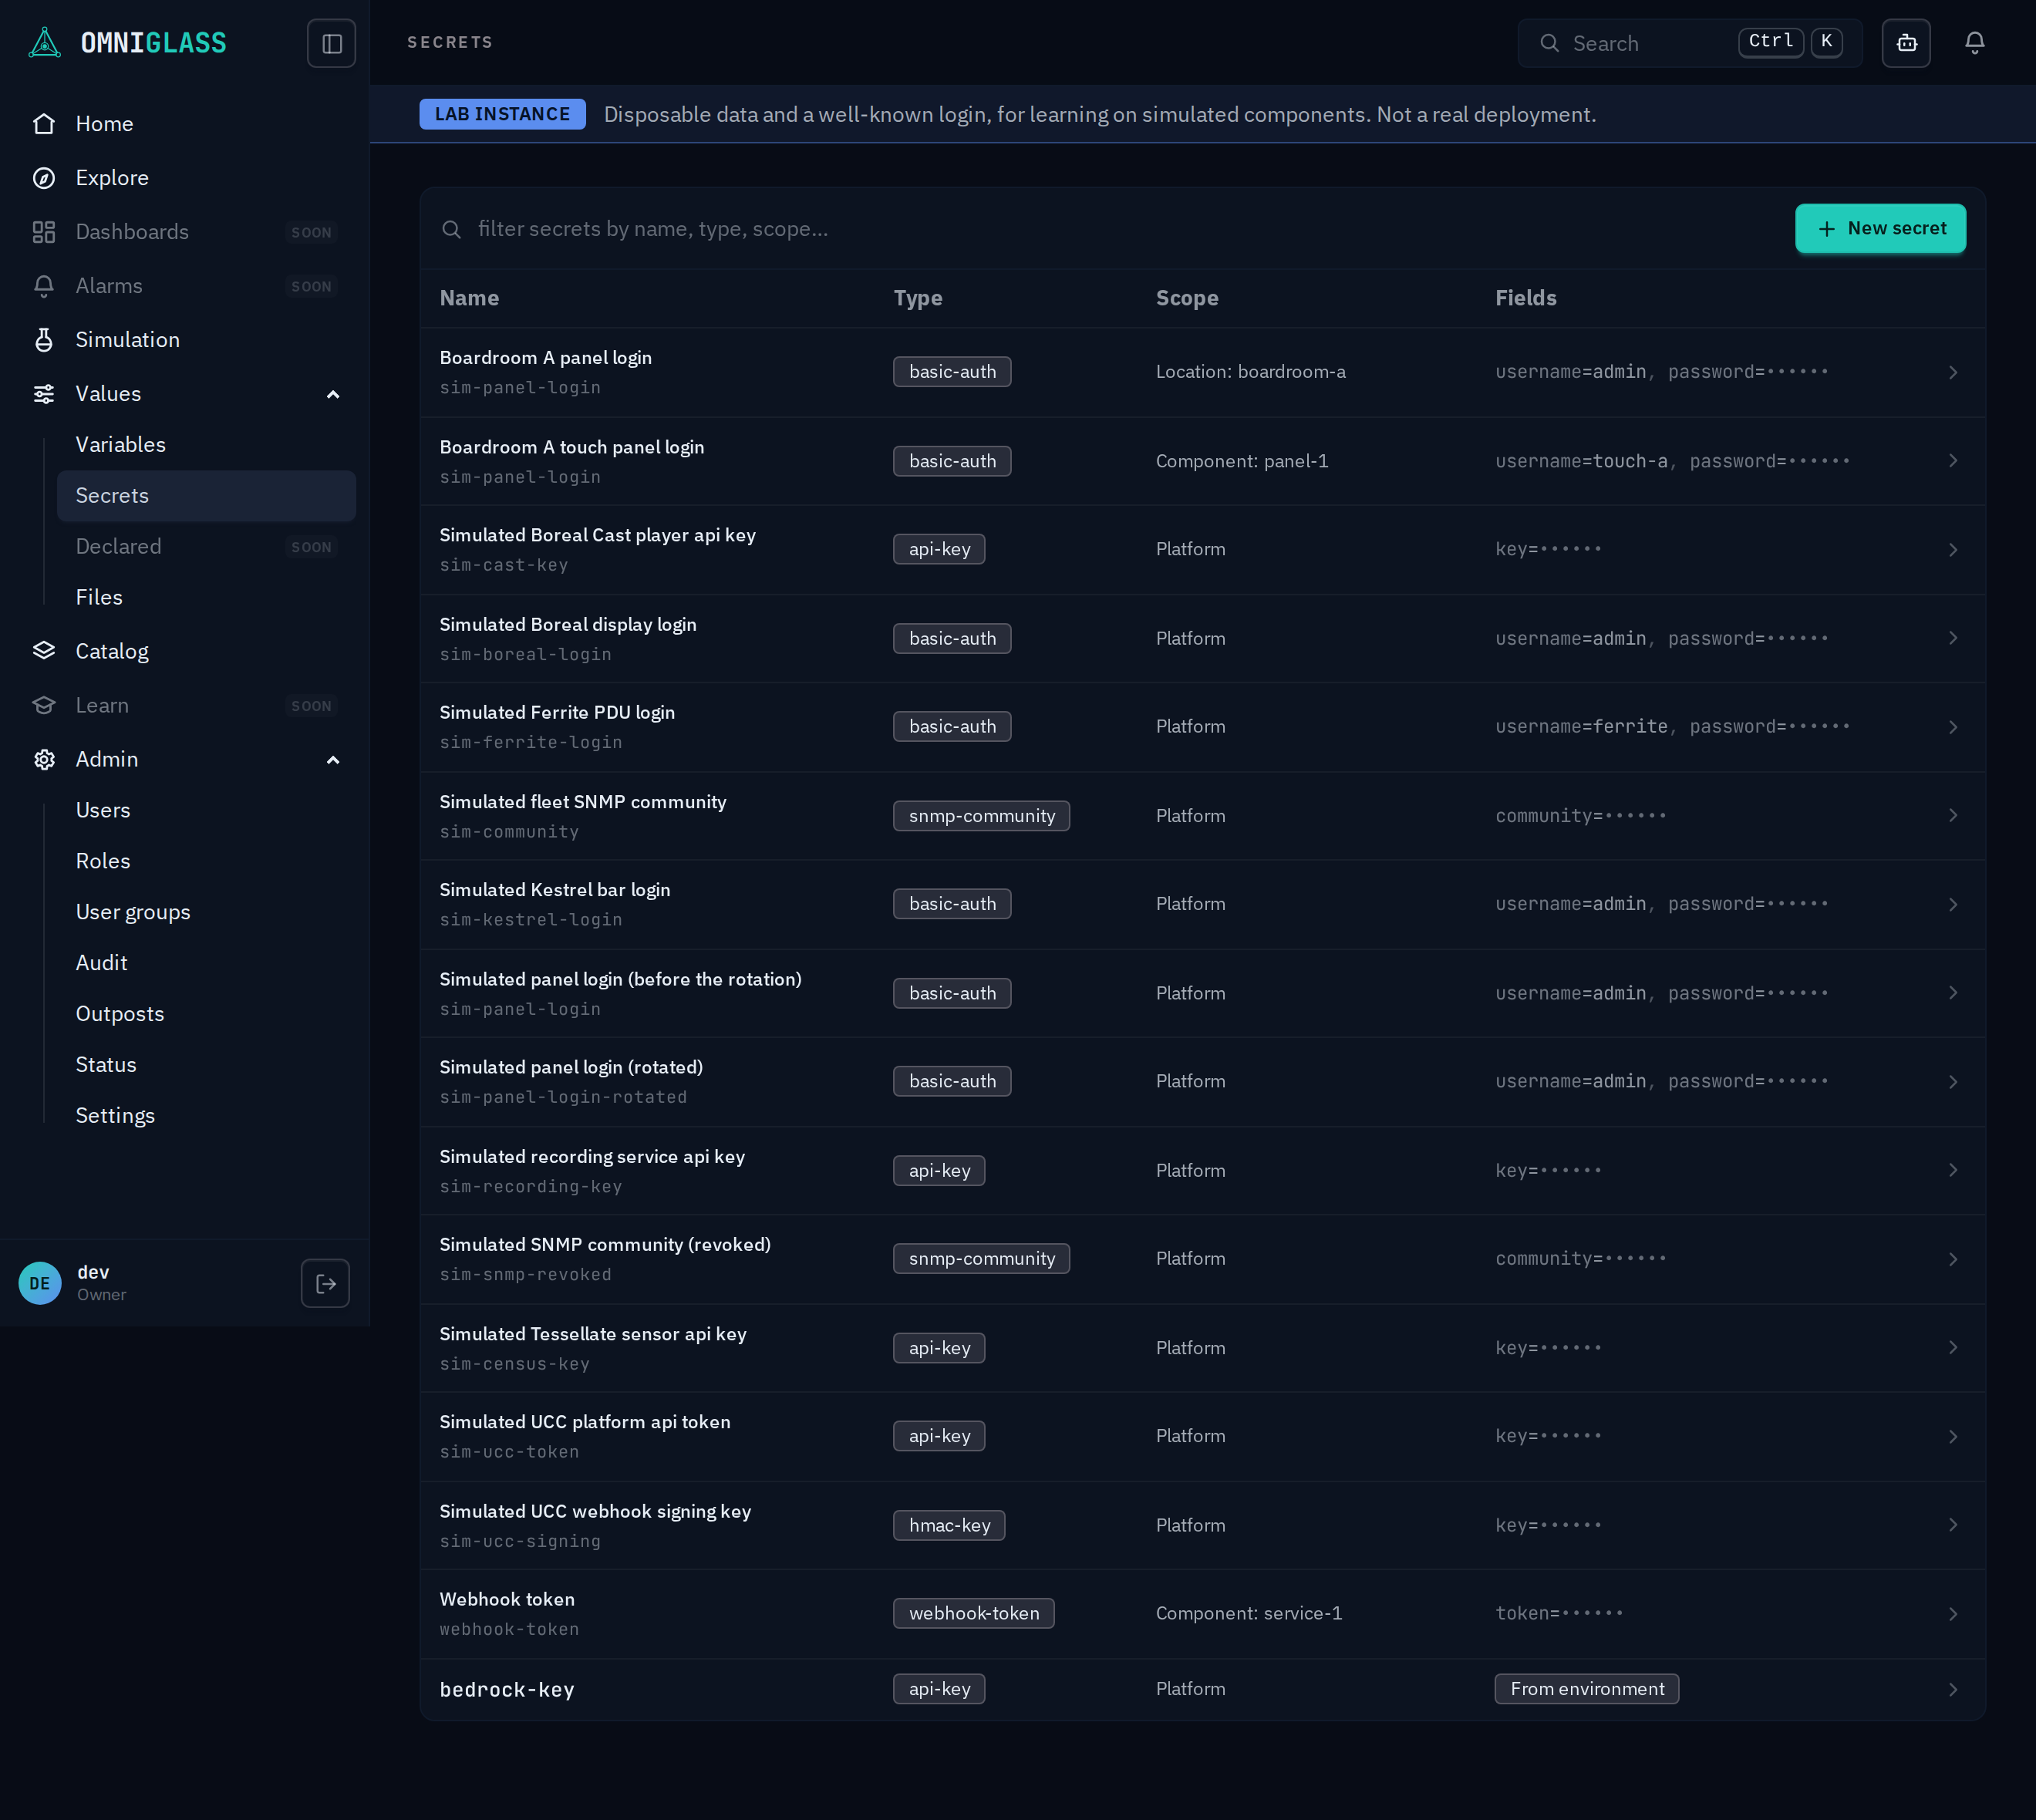 OMNIGLASS
SECRETS
Search
Ctrl K
LAB INSTANCE Disposable data and a well-known login, for learning on simulated components. Not a real deployment.
Home
Explore
Dashboards SOON
Alarms SOON
Simulation
Values
Variables
Secrets
Declared SOON
Files
Catalog
Learn SOON
Admin
Users
Roles
User groups
Audit
Outposts
Status
Settings
DE
dev
Owner
filter secrets by name, type, scope...
New secret
Name Type Scope Fields
Boardroom A panel login
sim-panel-login
basic-auth Location: boardroom-a username=admin, password=••••••
Boardroom A touch panel login
sim-panel-login
basic-auth Component: panel-1 username=touch-a, password=••••••
Simulated Boreal Cast player api key
sim-cast-key
api-key Platform key=••••••
Simulated Boreal display login
sim-boreal-login
basic-auth Platform username=admin, password=••••••
Simulated Ferrite PDU login
sim-ferrite-login
basic-auth Platform username=ferrite, password=••••••
Simulated fleet SNMP community
sim-community
snmp-community Platform community=••••••
Simulated Kestrel bar login
sim-kestrel-login
basic-auth Platform username=admin, password=••••••
Simulated panel login (before the rotation)
sim-panel-login
basic-auth Platform username=admin, password=••••••
Simulated panel login (rotated)
sim-panel-login-rotated
basic-auth Platform username=admin, password=••••••
Simulated recording service api key
sim-recording-key
api-key Platform key=••••••
Simulated SNMP community (revoked)
sim-snmp-revoked
snmp-community Platform community=••••••
Simulated Tessellate sensor api key
sim-census-key
api-key Platform key=••••••
Simulated UCC platform api token
sim-ucc-token
api-key Platform key=••••••
Simulated UCC webhook signing key
sim-ucc-signing
hmac-key Platform key=••••••
Webhook token
webhook-token
webhook-token Component: service-1 token=••••••
bedrock-key api-key Platform From environment